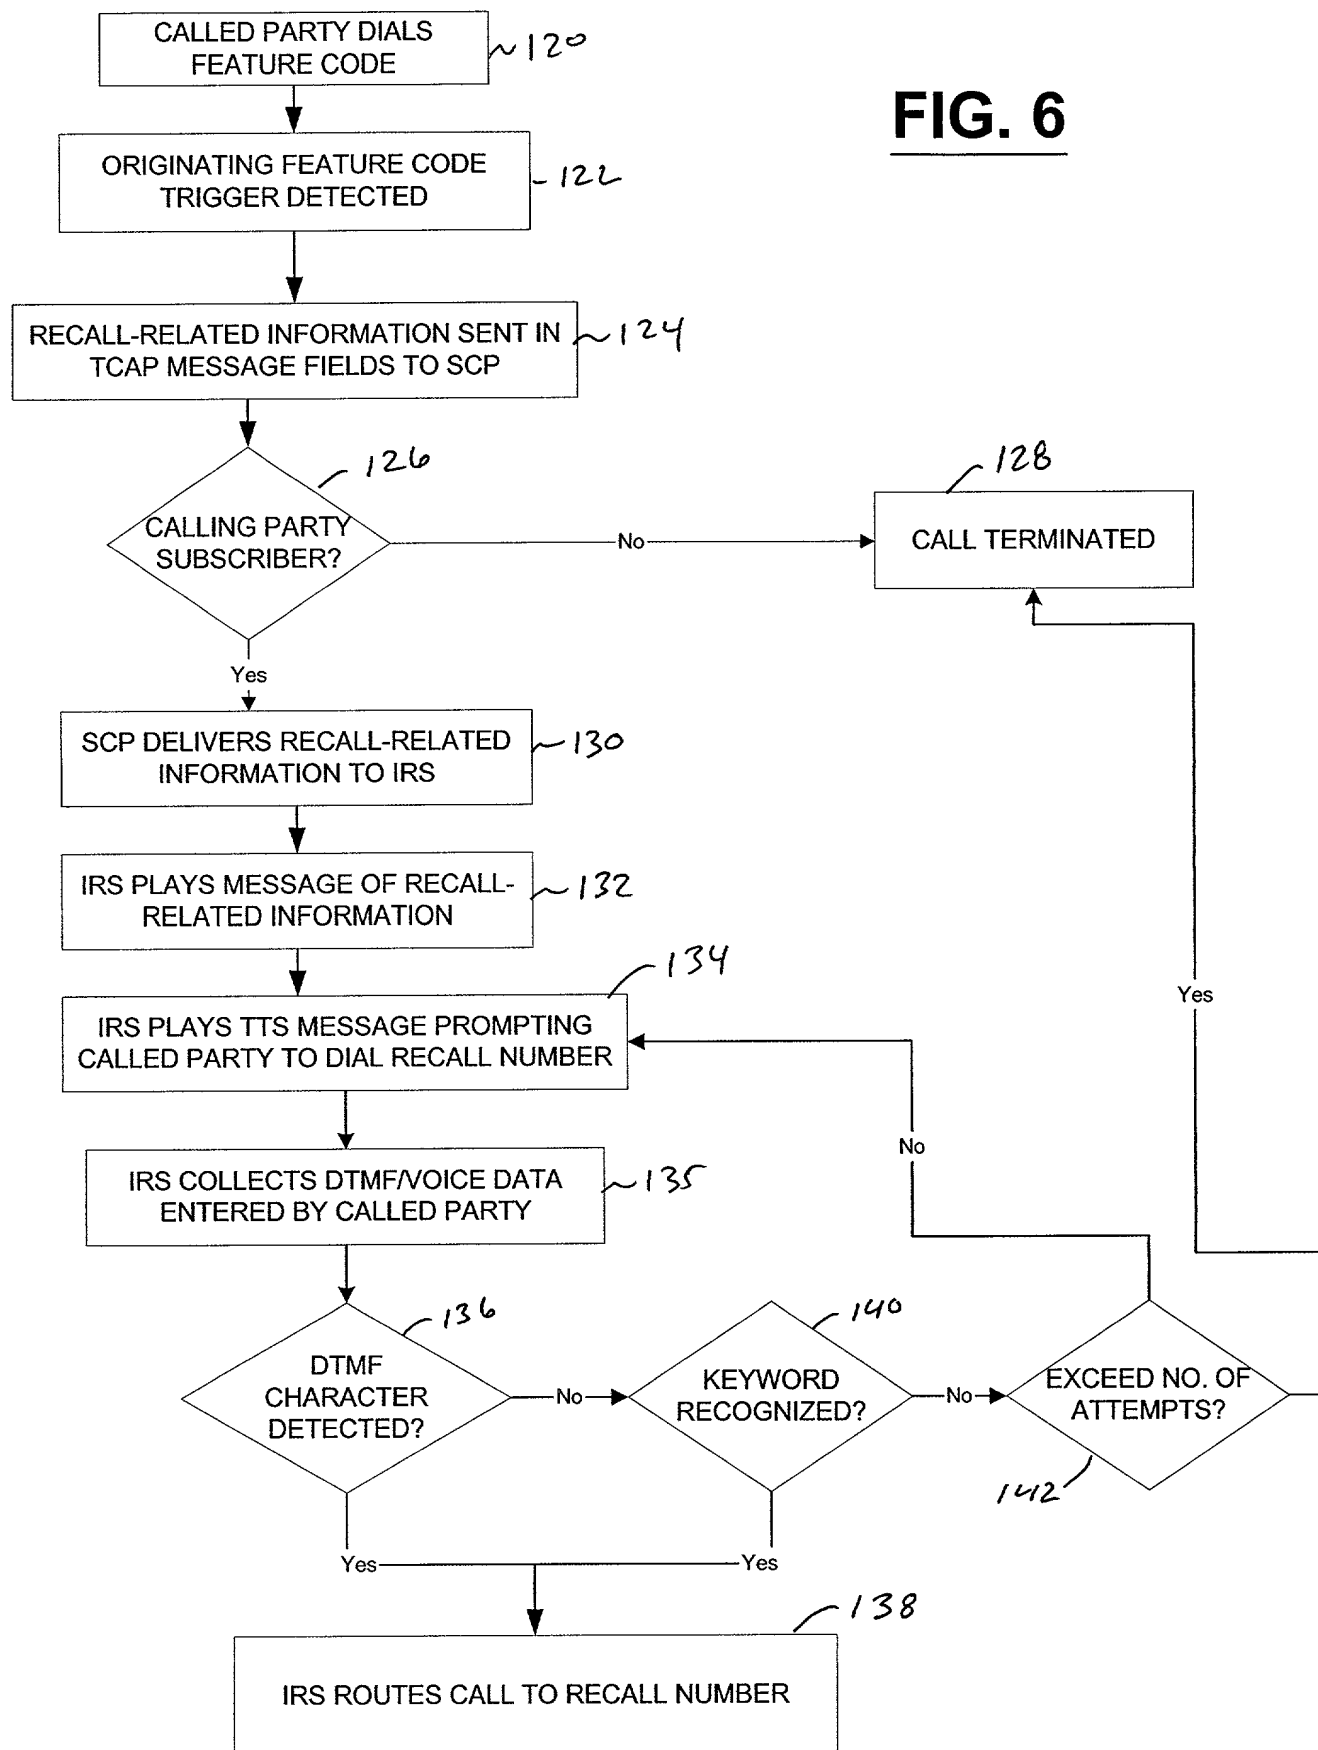 CALLED PARTY DIALS
FEATURE CODE
120
FIG. 6
ORIGINATING FEATURE CODE
TRIGGER DETECTED
122
RECALL-RELATED INFORMATION SENT IN
TCAP MESSAGE FIELDS TO SCP
124
CALLING PARTY
SUBSCRIBER?
126
No
CALL TERMINATED
128
Yes
SCP DELIVERS RECALL-RELATED
INFORMATION TO IRS
130
IRS PLAYS MESSAGE OF RECALL-
RELATED INFORMATION
132
IRS PLAYS TTS MESSAGE PROMPTING
CALLED PARTY TO DIAL RECALL NUMBER
134
Yes
No
IRS COLLECTS DTMF/VOICE DATA
ENTERED BY CALLED PARTY
135
DTMF
CHARACTER
DETECTED?
136
No
KEYWORD
RECOGNIZED?
140
No
EXCEED NO. OF
ATTEMPTS?
142
Yes
Yes
IRS ROUTES CALL TO RECALL NUMBER
138